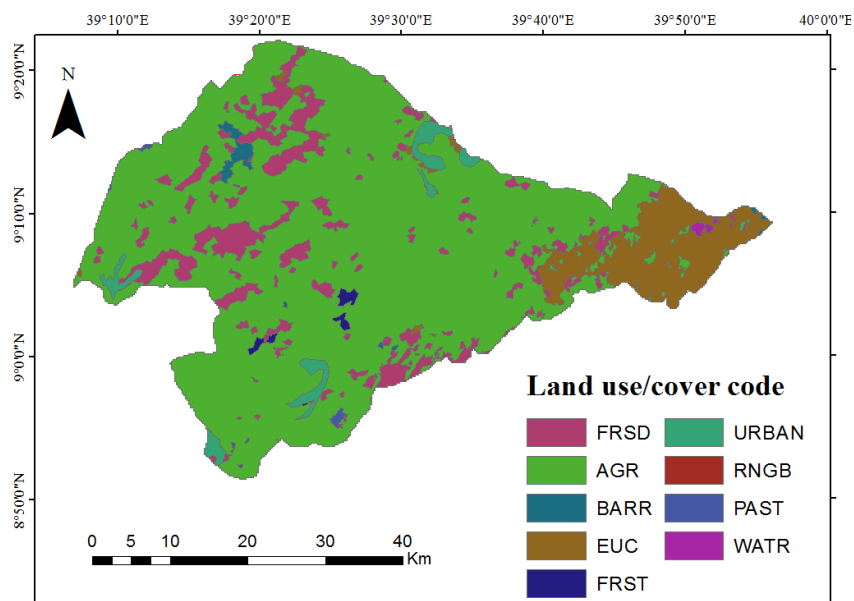 39°10'0"E 39°20'0"E 39°30'0"E 39°40'0"E 39°50'0"E 40°0'0"E
9°20'0"N
N
9°10'0"N
9°0'0"N
8°50'0"N
Land use/cover code
FRSD URBAN
AGR RNGB
BARR PAST
EUC WATR
FRST
0 5 10 20 30 40
Km